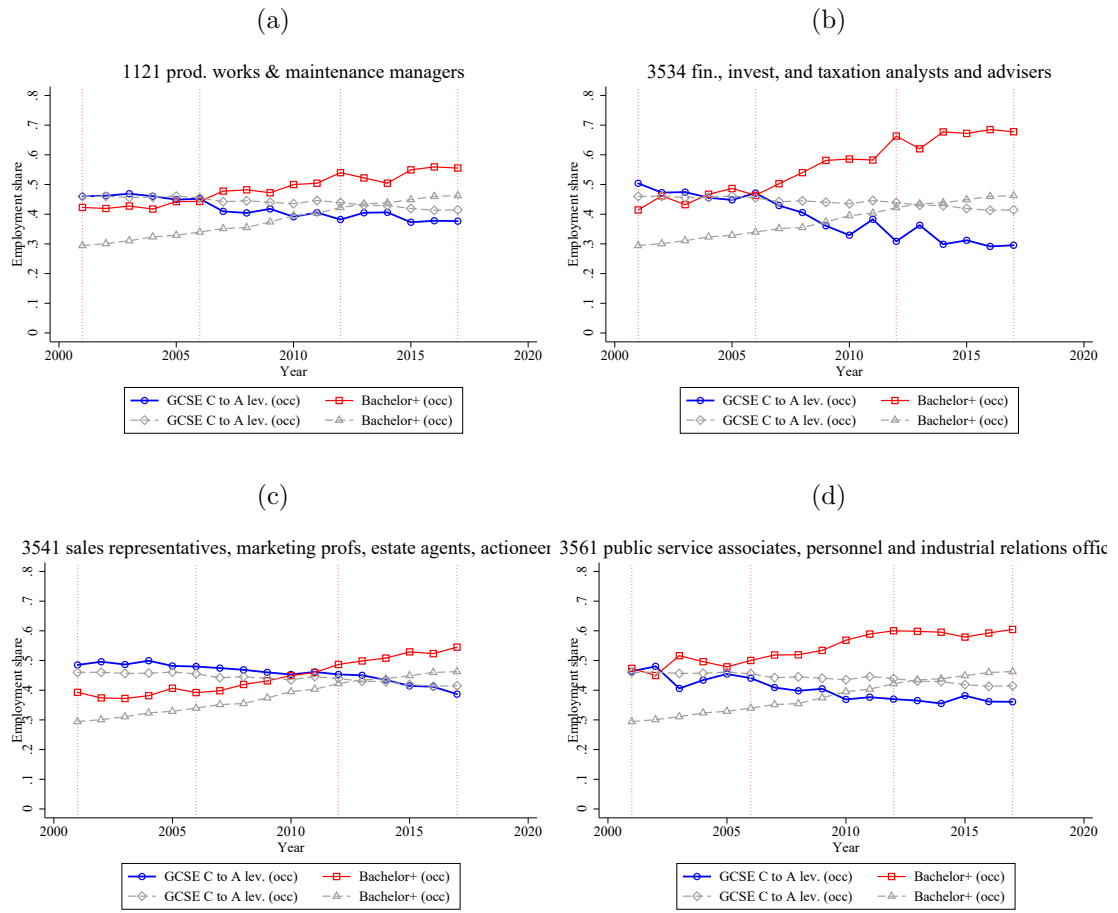 (a)
1121 prod. works & maintenance managers
Employment share
0 .1 .2 .3 .4 .5 .6 .7 .8
2000 2005 2010 2015 2020
Year
GCSE C to A lev. (occ) Bachelor+ (occ)
GCSE C to A lev. (occ) Bachelor+ (occ)
(b)
3534 fin., invest, and taxation analysts and advisers
Employment share
0 .1 .2 .3 .4 .5 .6 .7 .8
2000 2005 2010 2015 2020
Year
GCSE C to A lev. (occ) Bachelor+ (occ)
GCSE C to A lev. (occ) Bachelor+ (occ)
(c)
3541 sales representatives, marketing profs, estate agents, actioneer
Employment share
0 .1 .2 .3 .4 .5 .6 .7 .8
2000 2005 2010 2015 2020
Year
GCSE C to A lev. (occ) Bachelor+ (occ)
GCSE C to A lev. (occ) Bachelor+ (occ)
(d)
3561 public service associates, personnel and industrial relations offic
Employment share
0 .1 .2 .3 .4 .5 .6 .7 .8
2000 2005 2010 2015 2020
Year
GCSE C to A lev. (occ) Bachelor+ (occ)
GCSE C to A lev. (occ) Bachelor+ (occ)